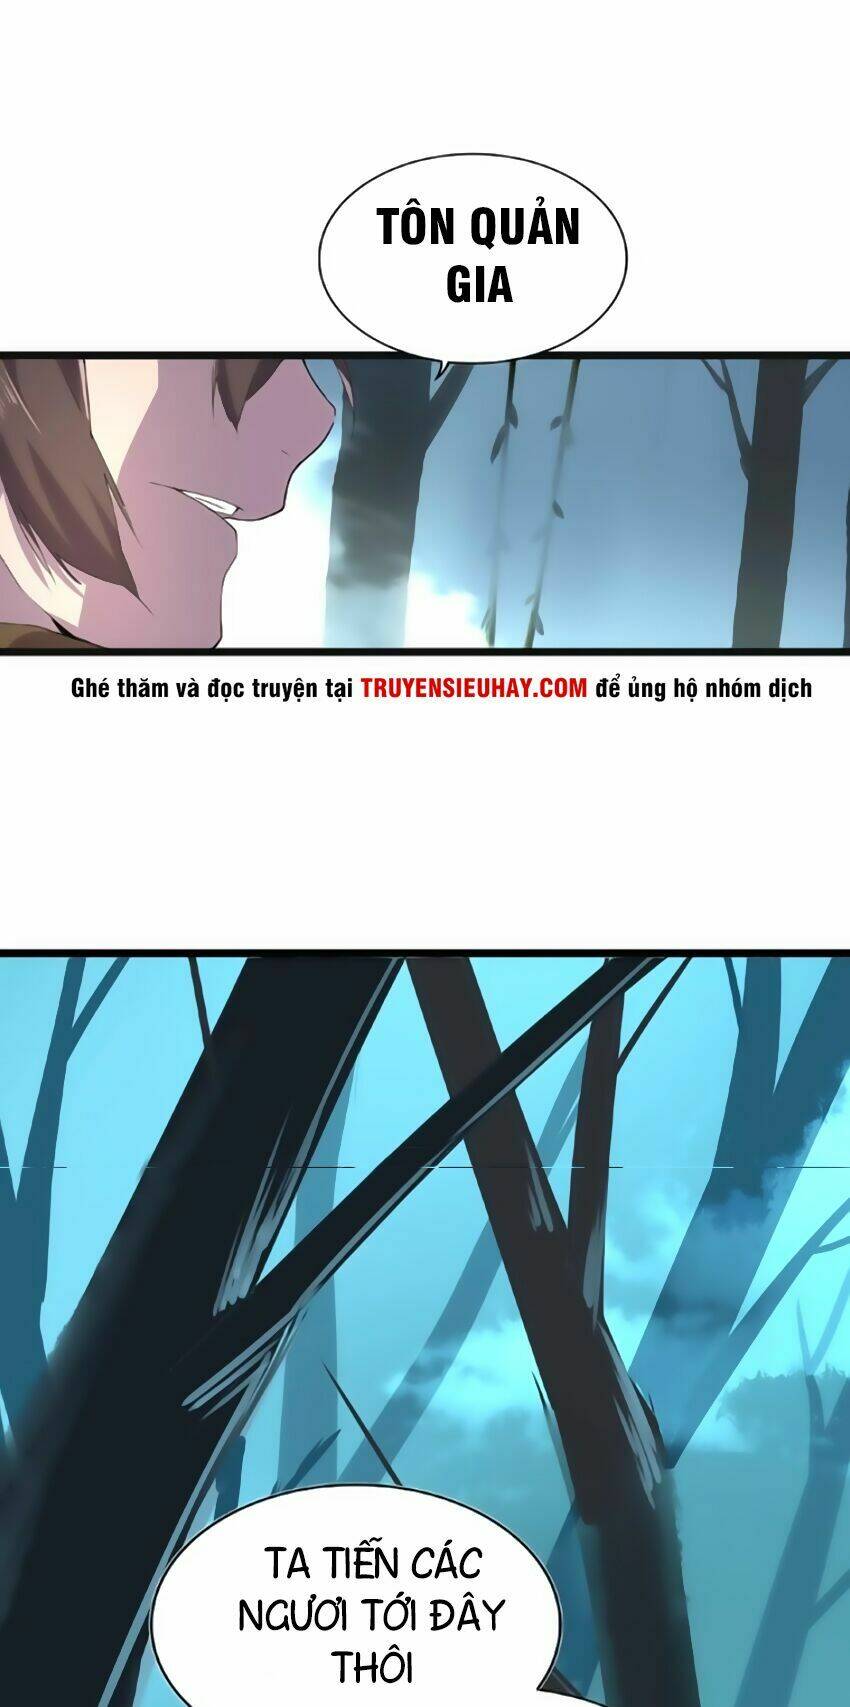 TÔN QUẢN
GIA
Ghé thăm và đọc truyện tại TRUYENSIEUHAY.COM để ủng hộ nhóm dịch
TA TIỄN CÁC
NGƯƠI TỚI ĐÂY
THÔI